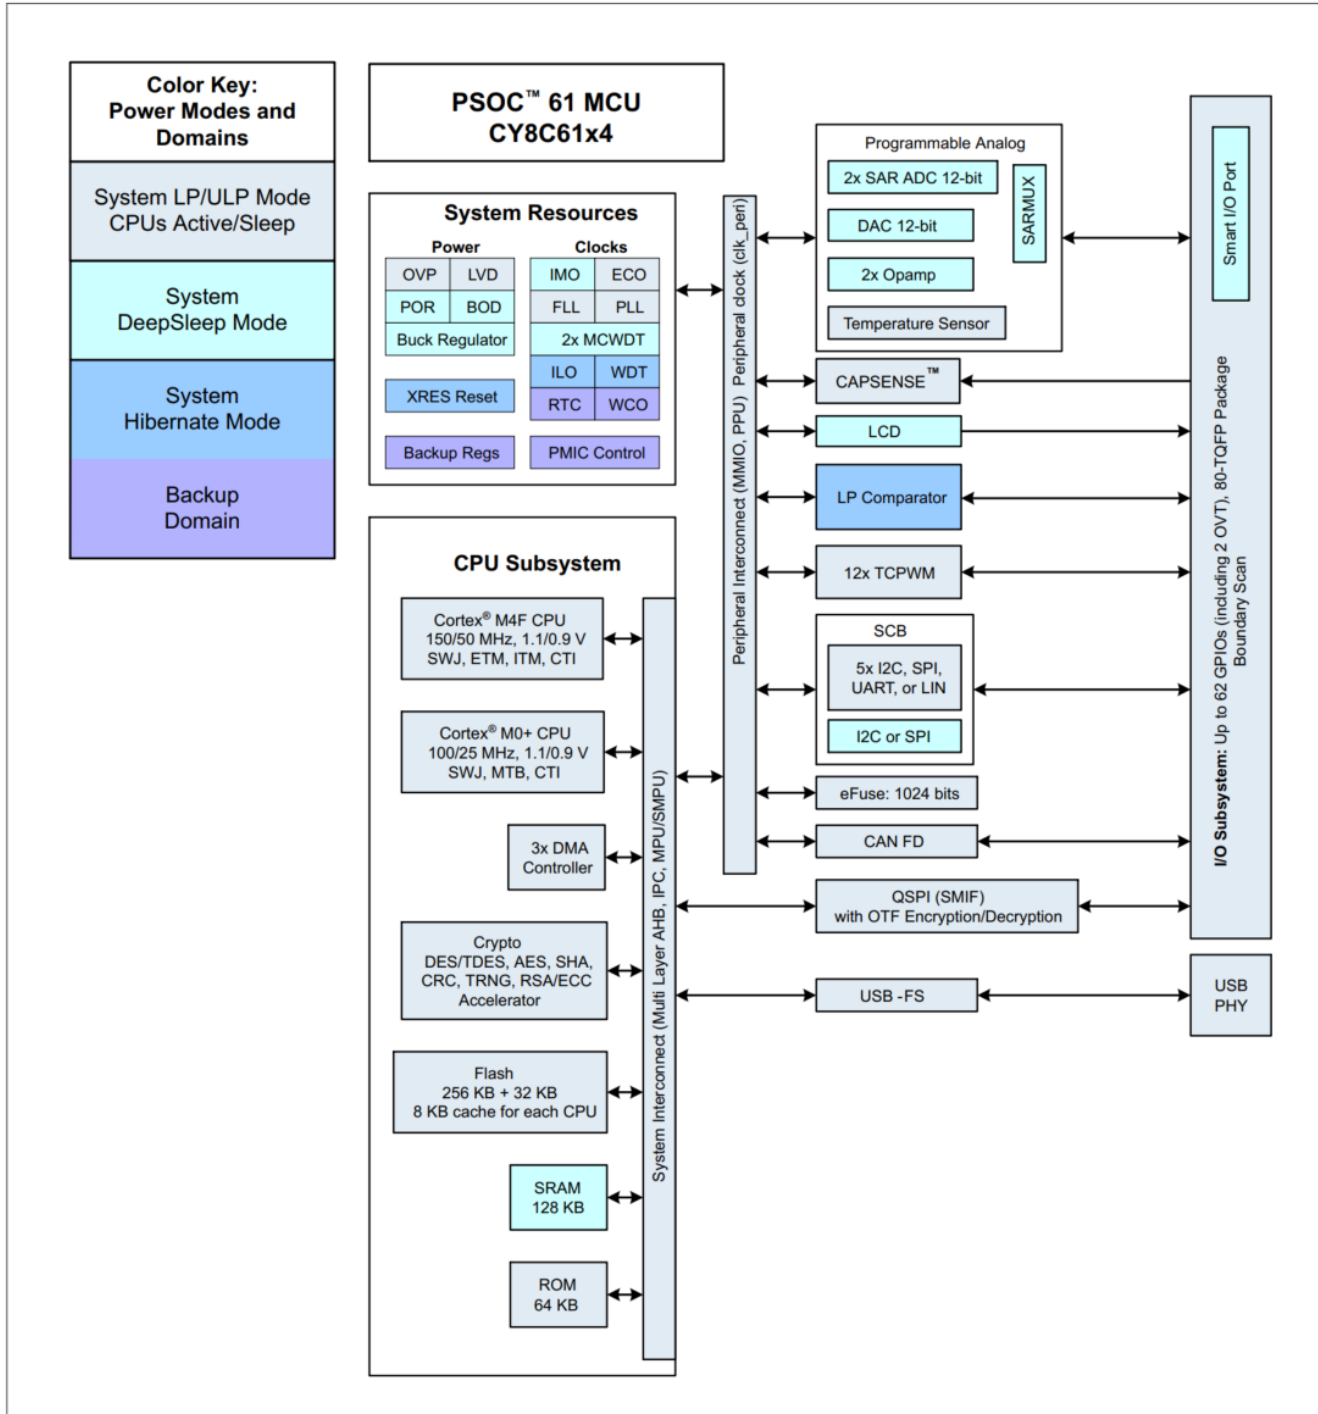 Color Key:
Power Modes and
Domains
System LP/ULP Mode
CPUs Active/Sleep
System
DeepSleep Mode
System
Hibernate Mode
Backup
Domain
PSOC™ 61 MCU
CY8C61x4
System Resources
Power
OVP LVD
POR BOD
Buck Regulator
XRES Reset
Backup Regs
Clocks
IMO ECO
FLL PLL
2x MCWDT
ILO WDT
RTC WCO
PMIC Control
CPU Subsystem
Cortex® M4F CPU
150/50 MHz, 1.1/0.9 V
SWJ, ETM, ITM, CTI
Cortex® M0+ CPU
100/25 MHz, 1.1/0.9 V
SWJ, MTB, CTI
3x DMA
Controller
Crypto
DES/TDES, AES, SHA,
CRC, TRNG, RSA/ECC
Accelerator
Flash
256 KB + 32 KB
8 KB cache for each CPU
SRAM
128 KB
ROM
64 KB
System Interconnect (Multi Layer AHB, IPC, MPU/SMPU)
Peripheral Interconnect (MMIO, PPU) Peripheral clock (clk_peri)
Programmable Analog
2x SAR ADC 12-bit
DAC 12-bit
2x Opamp
Temperature Sensor
SARMUX
CAPSENSE™
LCD
LP Comparator
12x TCPWM
SCB
5x I2C, SPI,
UART, or LIN
I2C or SPI
eFuse: 1024 bits
CAN FD
QSPI (SMIF)
with OTF Encryption/Decryption
USB -FS
Smart I/O Port
I/O Subsystem: Up to 62 GPIOs (including 2 OVT), 80-TQFP Package
Boundary Scan
USB
PHY